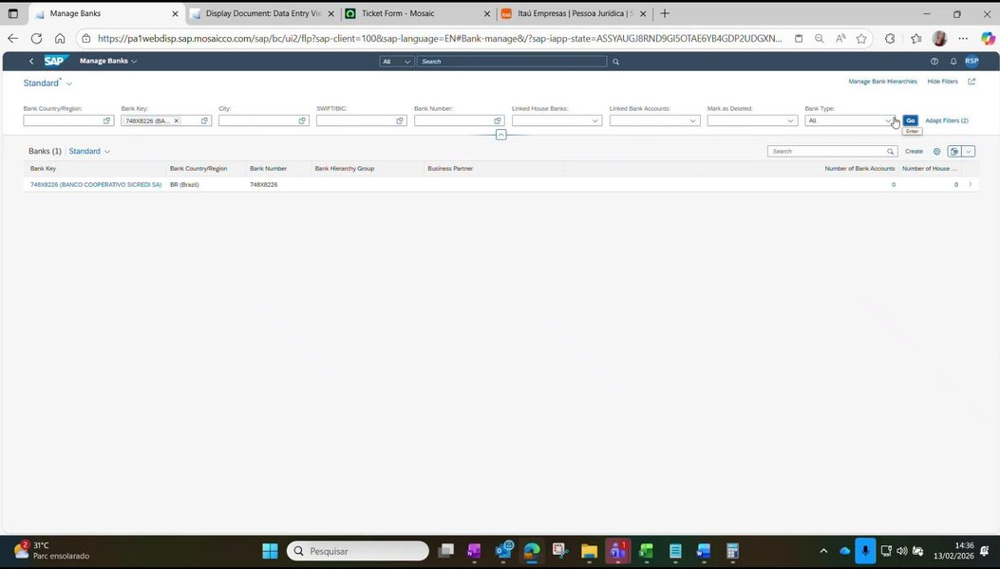 Manage Banks
Display Document: Data Entry Vie
Ticket Form - Mosaic
Itaú Empresas | Pessoa Jurídica | S
https://pa1webdisp.sap.mosaicco.com/sap/bc/ui2/flp?sap-client=100&sap-language=EN#Bank-manage&/?sap-iapp-state=ASSYAUGJ8RND9GI5OTAE6YB4GDP2UDGXN...
SAP Manage Banks All Search RSP
Standard* Manage Bank Hierarchies Hide Filters
Bank Country/Region: Bank Key: City: SWIFT/BIC: Bank Number: Linked House Banks: Linked Bank Accounts: Mark as Deleted: Bank Type:
748X8226 (BA... All Go Adapt Filters (2)
Enter
Banks (1) Standard Search Create
Bank Key Bank Country/Region Bank Number Bank Hierarchy Group Business Partner Number of Bank Accounts Number of House ...
748X8226 (BANCO COOPERATIVO SICREDI SA) BR (Brazil) 748X8226 0 0
2 31°C
Parc ensolarado
Pesquisar
1
14:36
13/02/2026